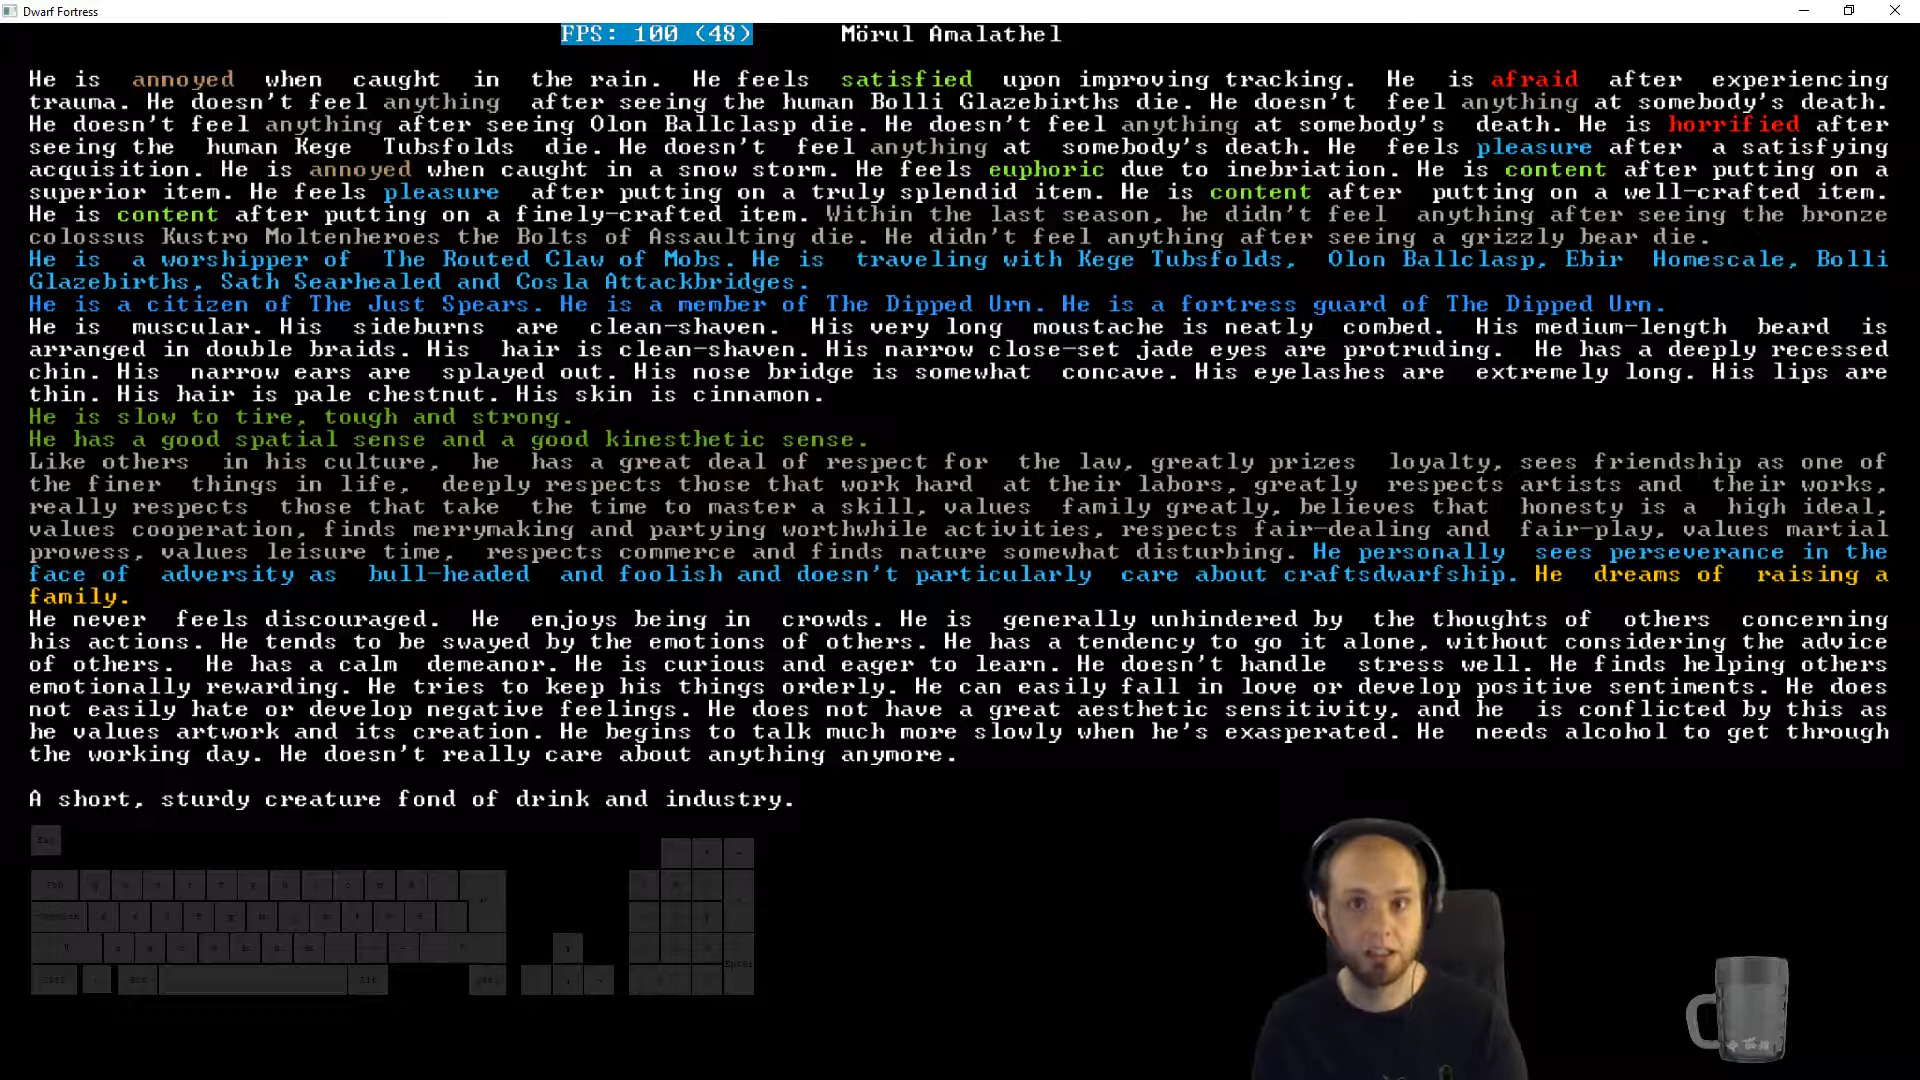 Dwarf Fortress
FPS: 100 (48) Mörul Amalathel
He is annoyed when caught in the rain. He feels satisfied upon improving tracking. He is afraid after experiencing
trauma. He doesn't feel anything after seeing the human Bolli Glazebirths die. He doesn't feel anything at somebody's death.
He doesn't feel anything after seeing Olon Ballclasp die. He doesn't feel anything at somebody's death. He is horrified after
seeing the human Kege Tubsfolds die. He doesn't feel anything at somebody's death. He feels pleasure after a satisfying
acquisition. He is annoyed when caught in a snow storm. He feels euphoric due to inebriation. He is content after putting on a
superior item. He feels pleasure after putting on a truly splendid item. He is content after putting on a well-crafted item.
He is content after putting on a finely-crafted item. Within the last season, he didn't feel anything after seeing the bronze
colossus Kustro Moltenheroes the Bolts of Assaulting die. He didn't feel anything after seeing a grizzly bear die.
He is a worshipper of The Routed Claw of Mobs. He is traveling with Kege Tubsfolds, Olon Ballclasp, Ebir Homescale, Bolli
Glazebirths, Sath Searhealed and Cosla Attackbridges.
He is a citizen of The Just Spears. He is a member of The Dipped Urn. He is a fortress guard of The Dipped Urn.
He is muscular. His sideburns are clean-shaven. His very long moustache is neatly combed. His medium-length beard is
arranged in double braids. His hair is clean-shaven. His narrow close-set jade eyes are protruding. He has a deeply recessed
chin. His narrow ears are splayed out. His nose bridge is somewhat concave. His eyelashes are extremely long. His lips are
thin. His hair is pale chestnut. His skin is cinnamon.
He is slow to tire, tough and strong.
He has a good spatial sense and a good kinesthetic sense.
Like others in his culture, he has a great deal of respect for the law, greatly prizes loyalty, sees friendship as one of
the finer things in life, deeply respects those that work hard at their labors, greatly respects artists and their works,
really respects those that take the time to master a skill, values family greatly, believes that honesty is a high ideal,
values cooperation, finds merrymaking and partying worthwhile activities, respects fair-dealing and fair-play, values martial
prowess, values leisure time, respects commerce and finds nature somewhat disturbing. He personally sees perseverance in the
face of adversity as bull-headed and foolish and doesn't particularly care about craftsdwarfship. He dreams of raising a
family.
He never feels discouraged. He enjoys being in crowds. He is generally unhindered by the thoughts of others concerning
his actions. He tends to be swayed by the emotions of others. He has a tendency to go it alone, without considering the advice
of others. He has a calm demeanor. He is curious and eager to learn. He doesn't handle stress well. He finds helping others
emotionally rewarding. He tries to keep his things orderly. He can easily fall in love or develop positive sentiments. He does
not easily hate or develop negative feelings. He does not have a great aesthetic sensitivity, and he is conflicted by this as
he values artwork and its creation. He begins to talk much more slowly when he's exasperated. He needs alcohol to get through
the working day. He doesn't really care about anything anymore.
A short, sturdy creature fond of drink and industry.
Enter